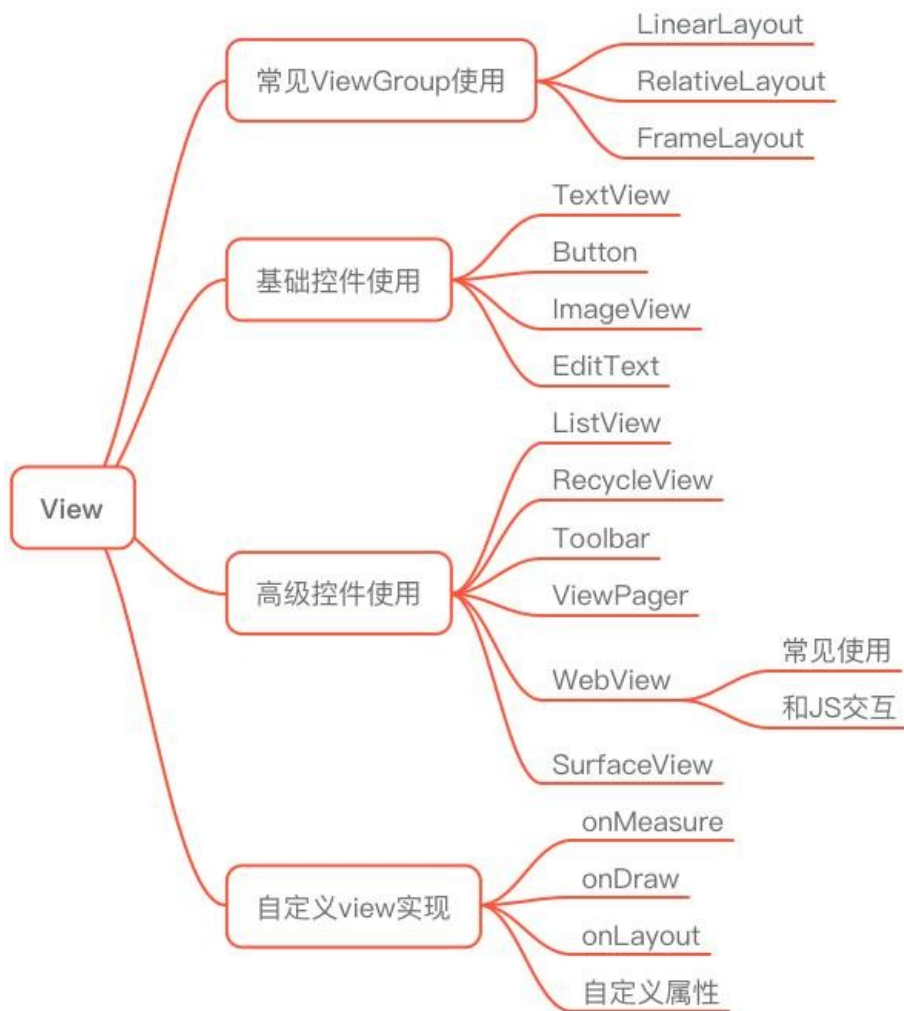 View
常见ViewGroup使用
LinearLayout
RelativeLayout
FrameLayout
基础控件使用
TextView
Button
ImageView
EditText
高级控件使用
ListView
RecycleView
Toolbar
ViewPager
WebView
常见使用
和JS交互
SurfaceView
自定义view实现
onMeasure
onDraw
onLayout
自定义属性